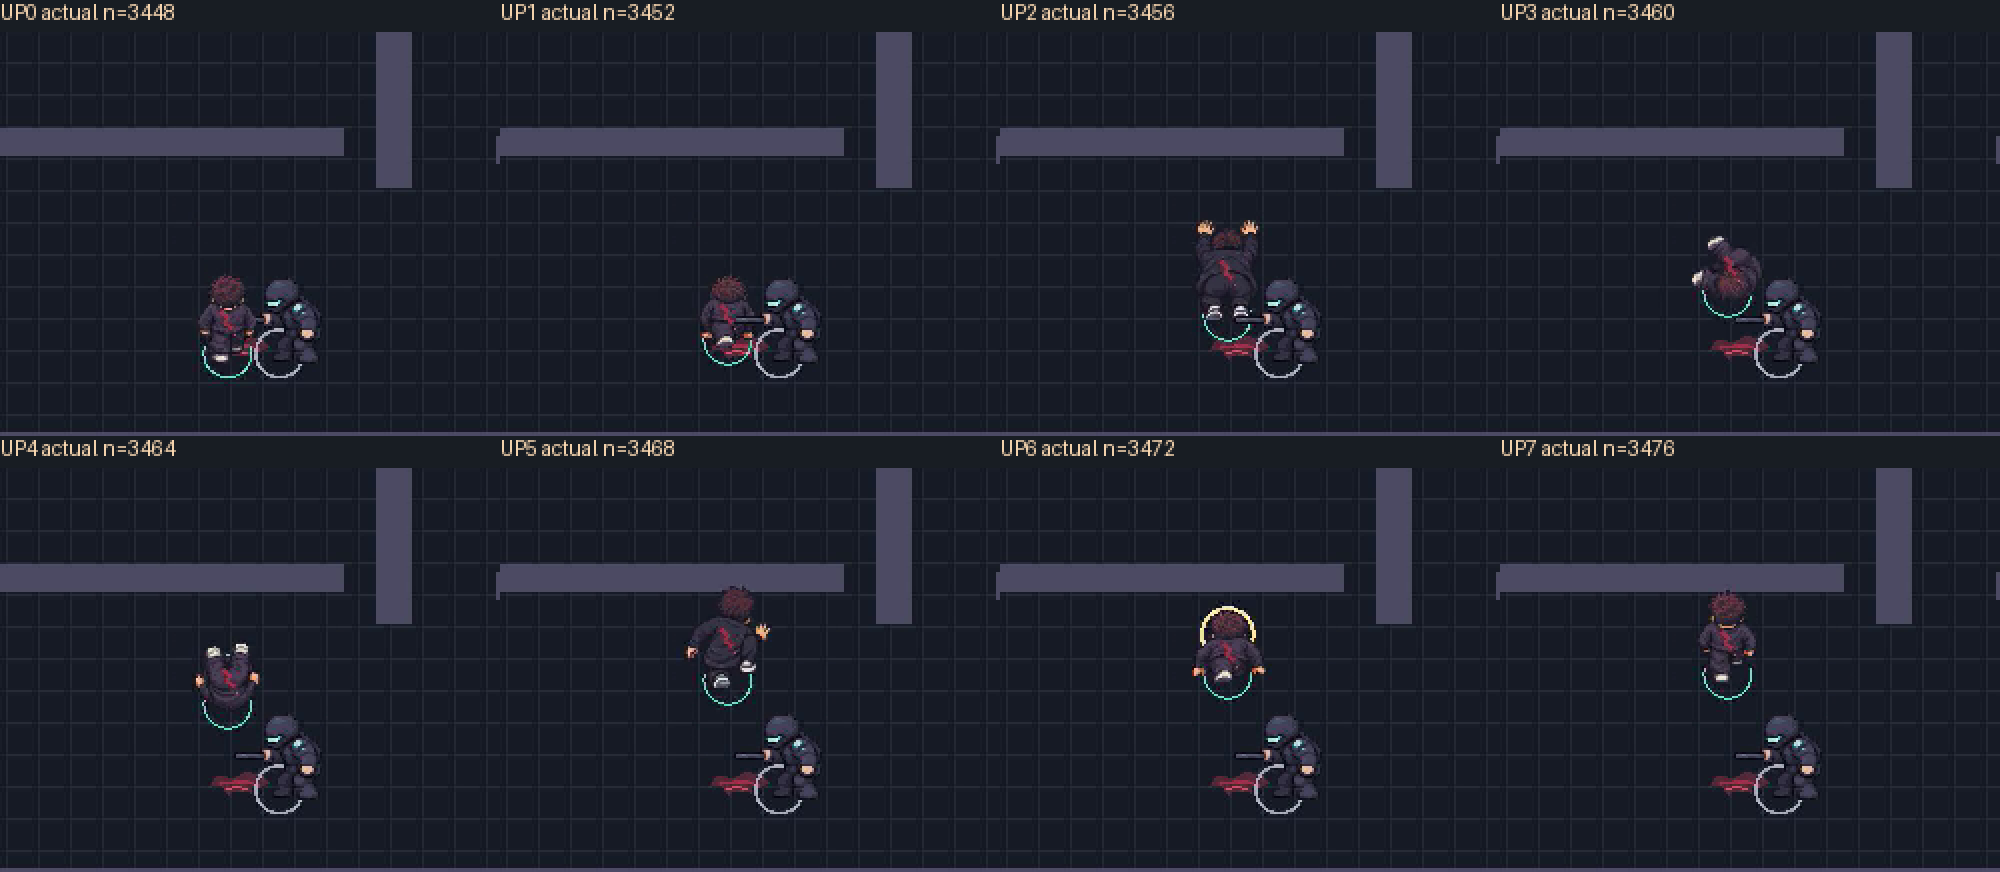 UP0 actual n=3448
UP1 actual n=3452
UP2 actual n=3456
UP3 actual n=3460
UP4 actual n=3464
UP5 actual n=3468
UP6 actual n=3472
UP7 actual n=3476